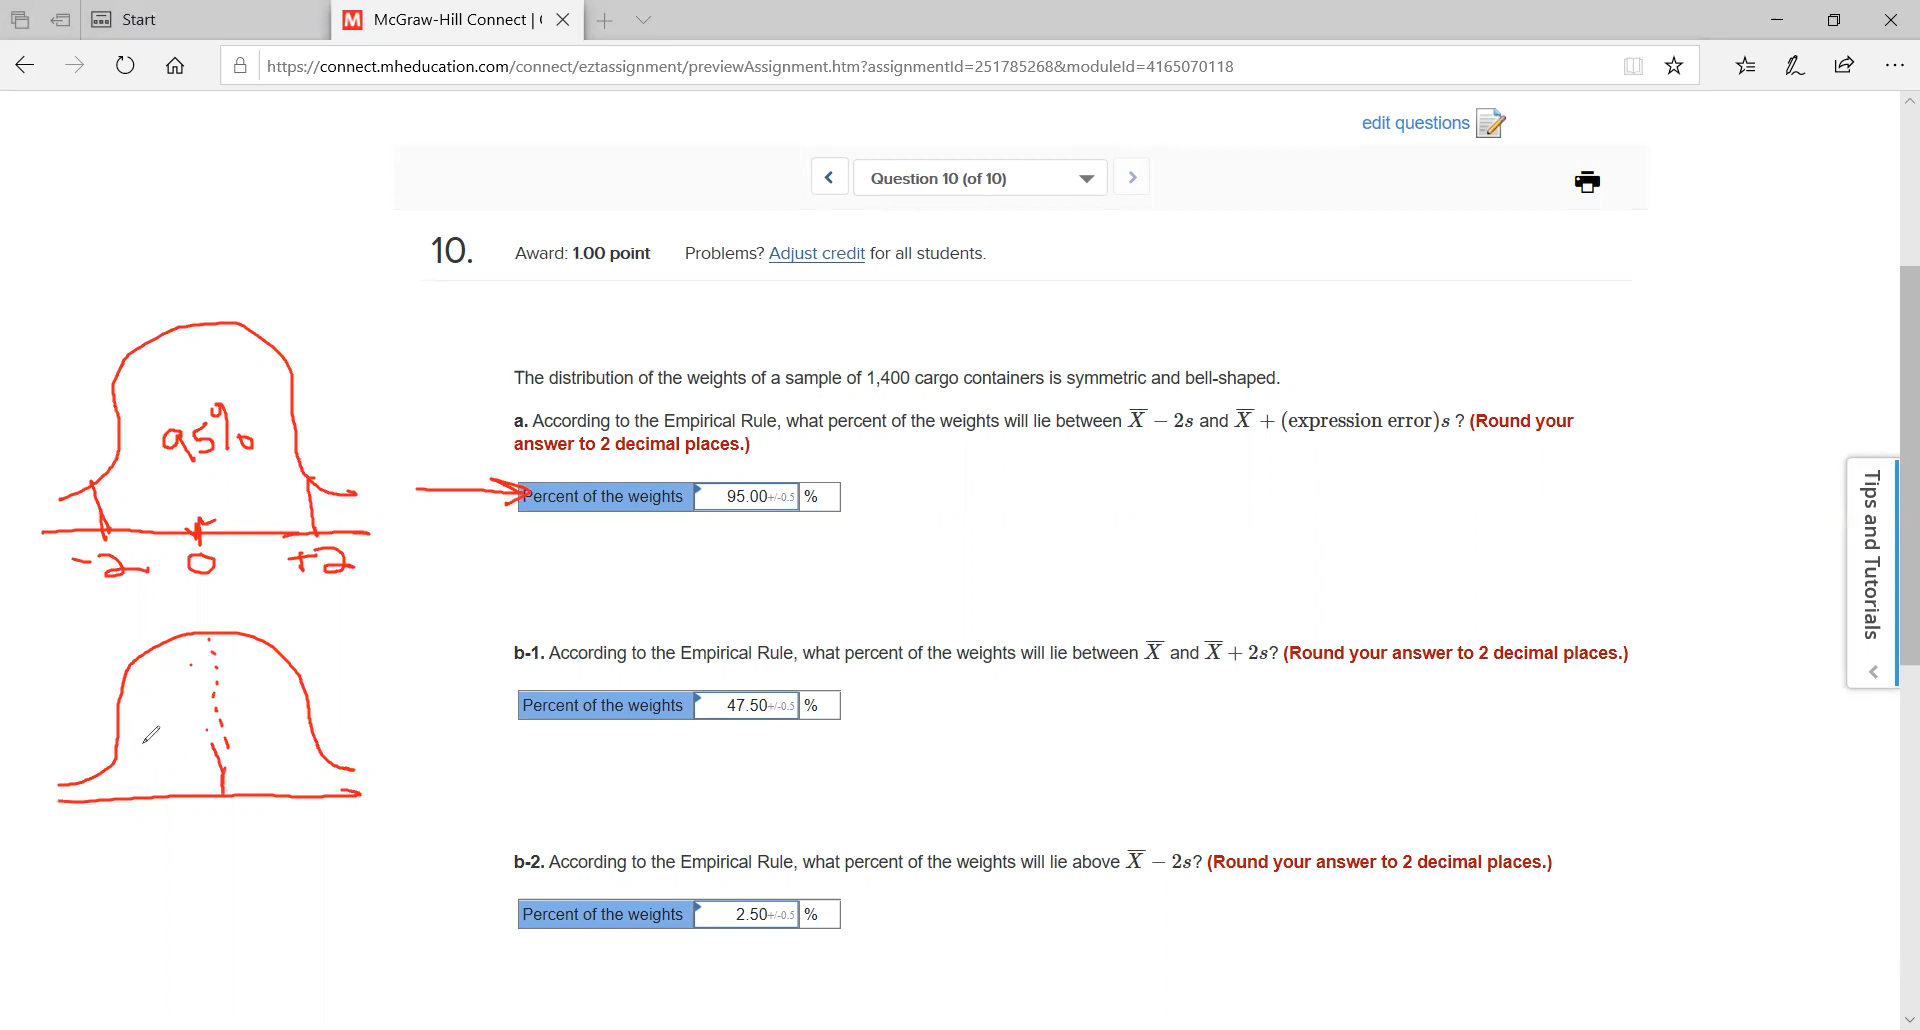 Start
McGraw-Hill Connect | (
https://connect.mheducation.com/connect/eztassignment/previewAssignment.htm?assignmentId=251785268&moduleId=4165070118
edit questions
Question 10 (of 10)
10. Award: 1.00 point Problems? Adjust credit for all students.
The distribution of the weights of a sample of 1,400 cargo containers is symmetric and bell-shaped.
a. According to the Empirical Rule, what percent of the weights will lie between X̅ − 2s and X̅ + (expression error)s ? (Round your
answer to 2 decimal places.)
Percent of the weights 95.00+/-0.5 %
95%
-2 0 +2
b-1. According to the Empirical Rule, what percent of the weights will lie between X̅ and X̅ + 2s? (Round your answer to 2 decimal places.)
Percent of the weights 47.50+/-0.5 %
b-2. According to the Empirical Rule, what percent of the weights will lie above X̅ − 2s? (Round your answer to 2 decimal places.)
Percent of the weights 2.50+/-0.5 %
Tips and Tutorials